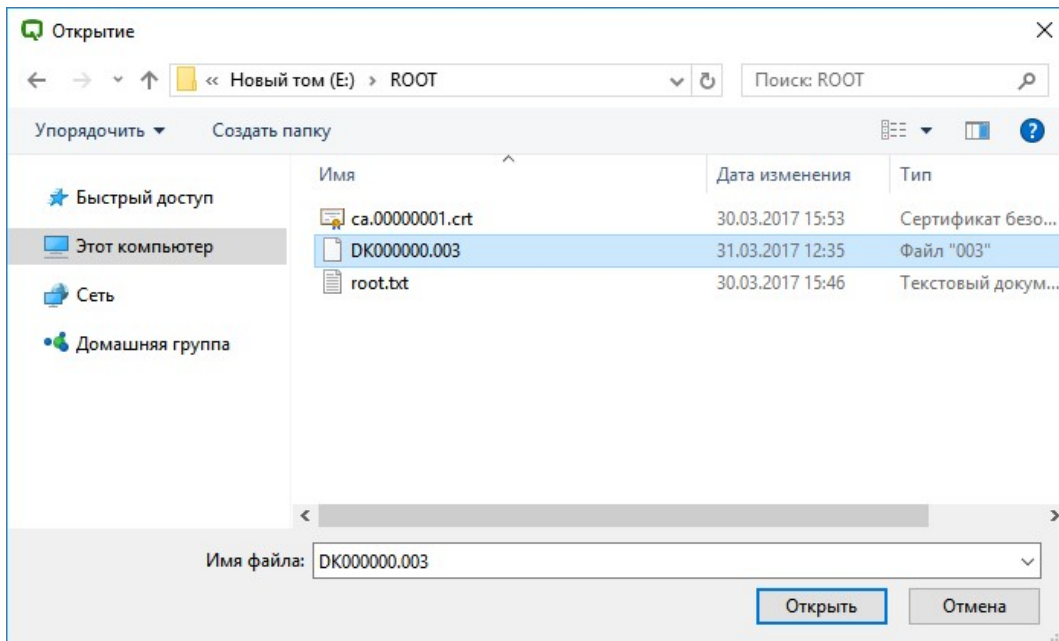 Открытие
« Новый том (E:) › ROOT
Поиск: ROOT
Упорядочить
Создать папку
Имя
Дата изменения
Тип
Быстрый доступ
Этот компьютер
Сеть
Домашняя группа
ca.00000001.crt 30.03.2017 15:53 Сертификат безо...
DK000000.003 31.03.2017 12:35 Файл "003"
root.txt 30.03.2017 15:46 Текстовый докум...
Имя файла: DK000000.003
Открыть
Отмена